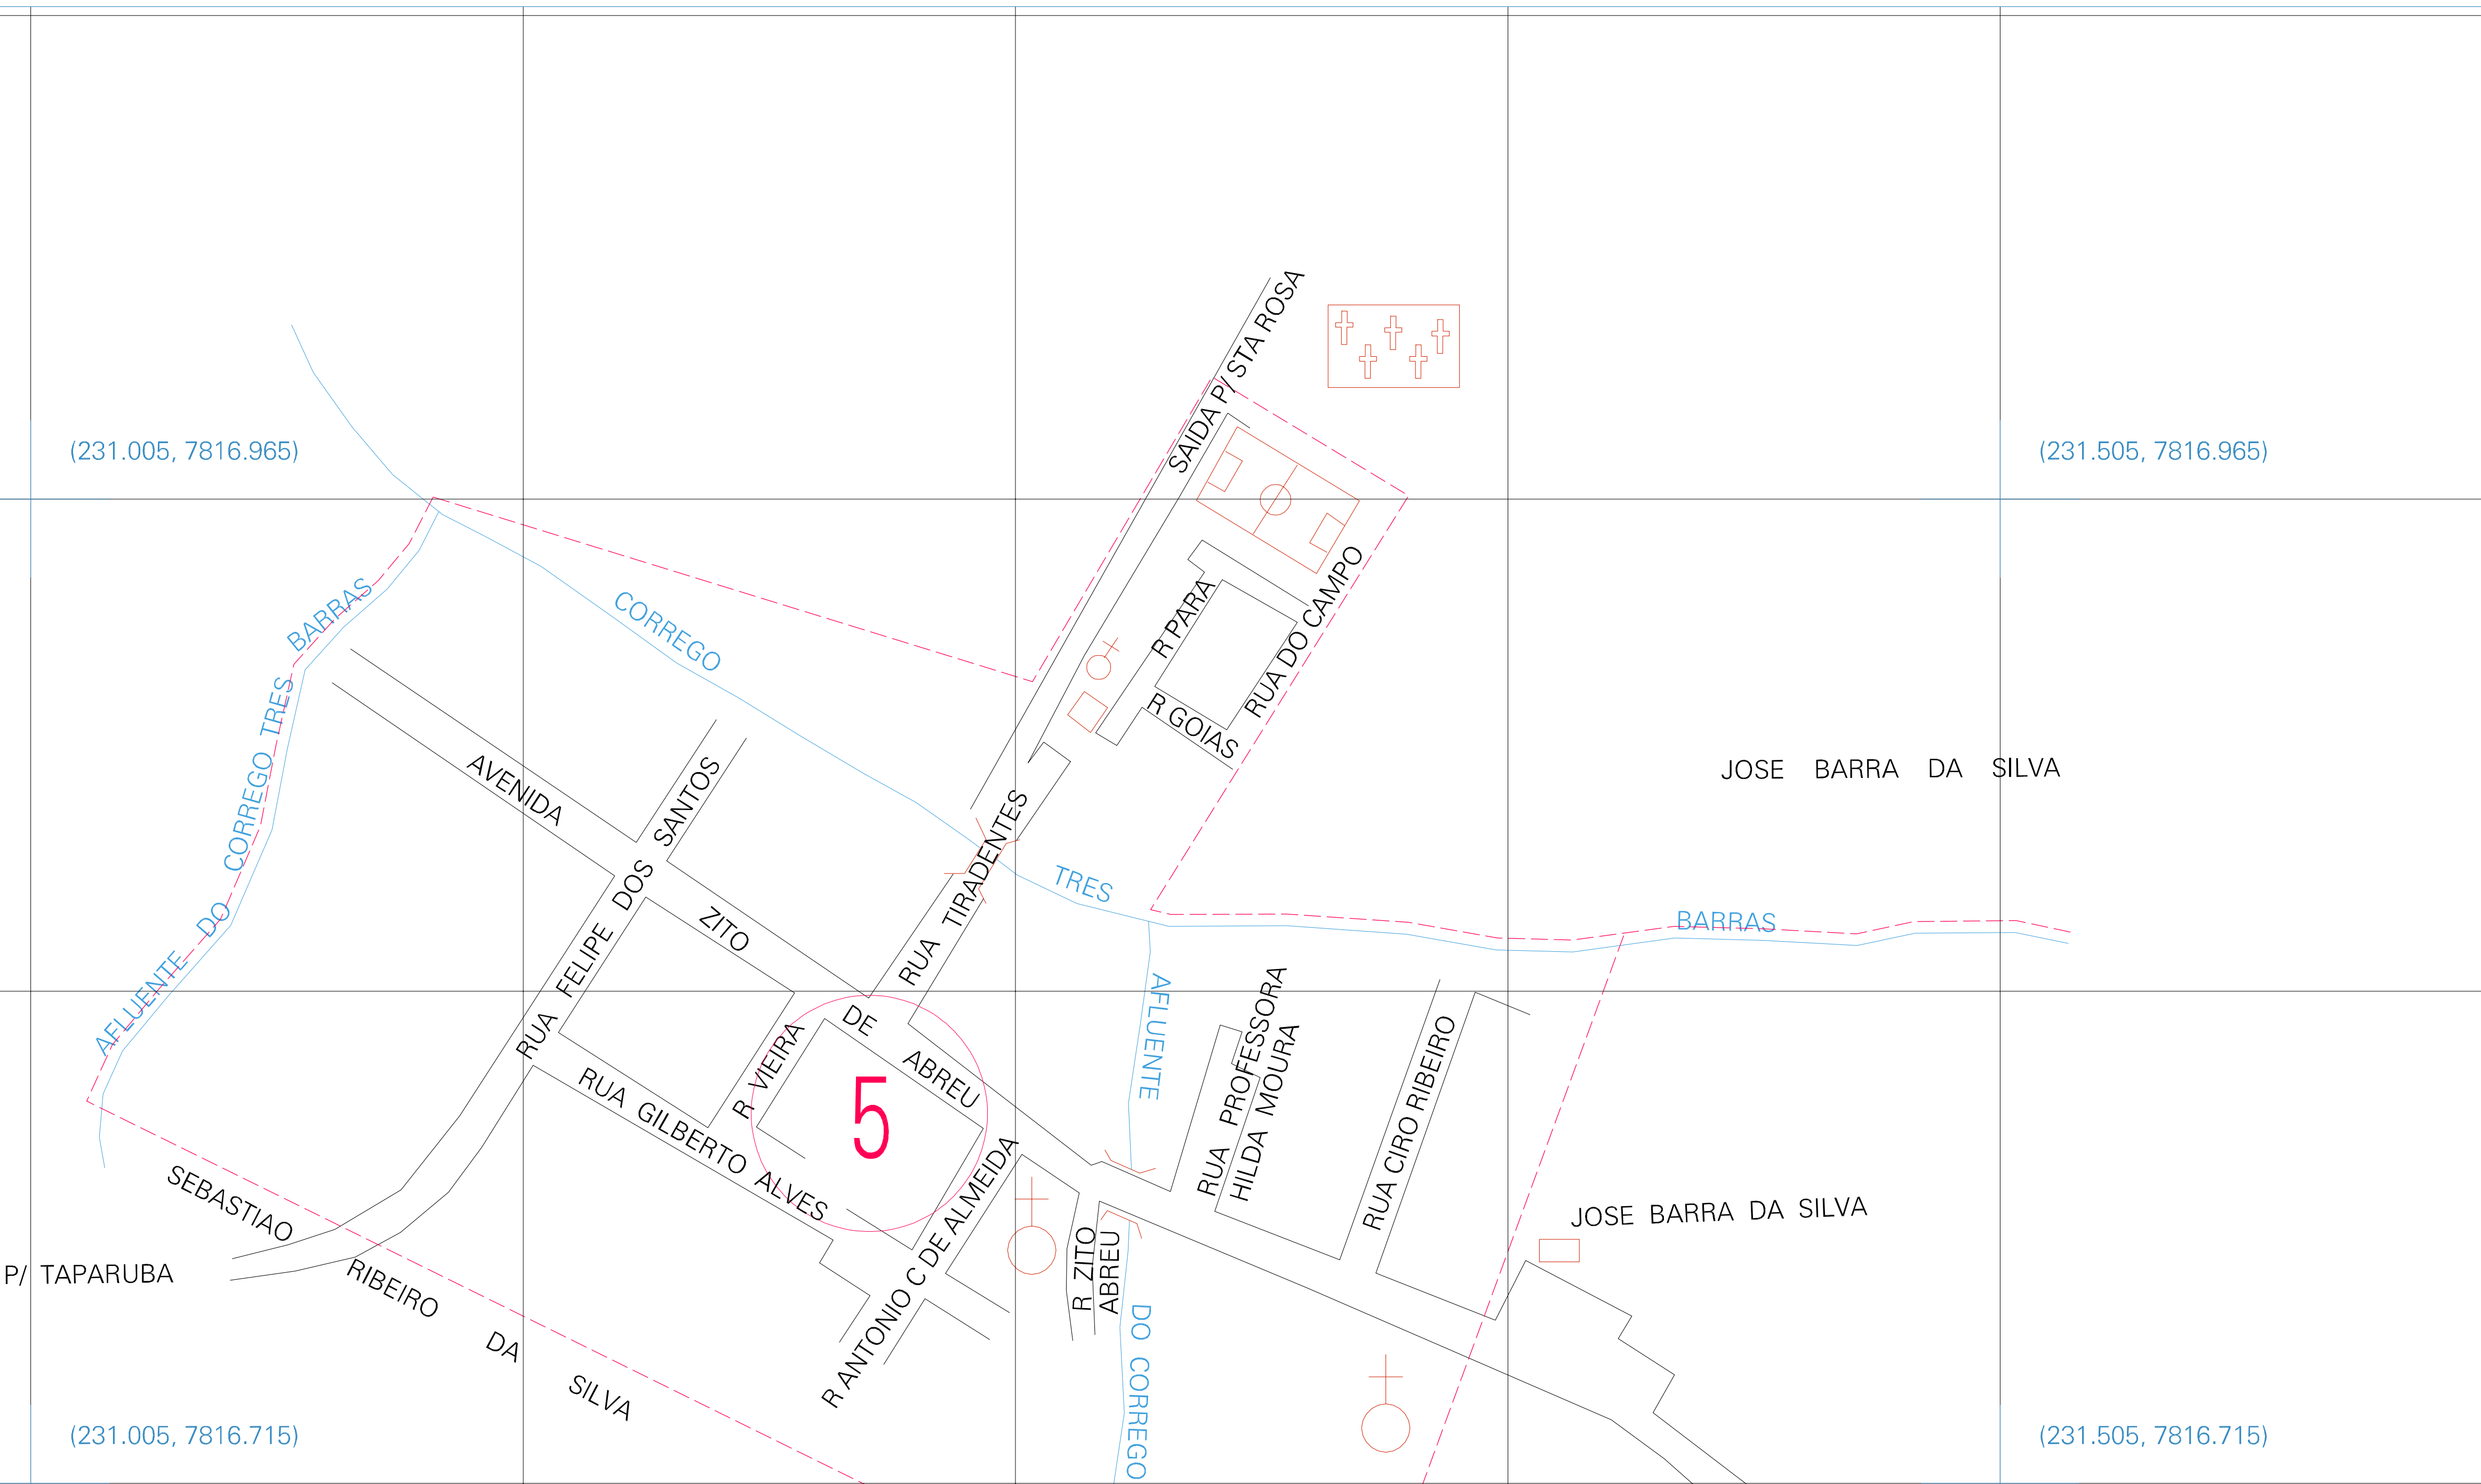 SAIDA P/ STA ROSA
(231.005, 7816.965)
(231.505, 7816.965)
CORREGO
TRES
BARRAS
AFLUENTE DO CORREGO TRES BARRAS
R PARA
RUA DO CAMPO
R GOIAS
JOSE BARRA DA SILVA
AVENIDA ZITO DE ABREU
RUA FELIPE DOS SANTOS
RUA TIRADENTES
AFLUENTE
DO CORREGO
RUA PROFESSORA
HILDA MOURA
RUA CIRO RIBEIRO
R VIEIRA
5
RUA GILBERTO ALVES
R ANTONIO C DE ALMEIDA
R ZITO
ABREU
JOSE BARRA DA SILVA
SEBASTIAO RIBEIRO DA SILVA
P/ TAPARUBA
(231.005, 7816.715)
(231.505, 7816.715)